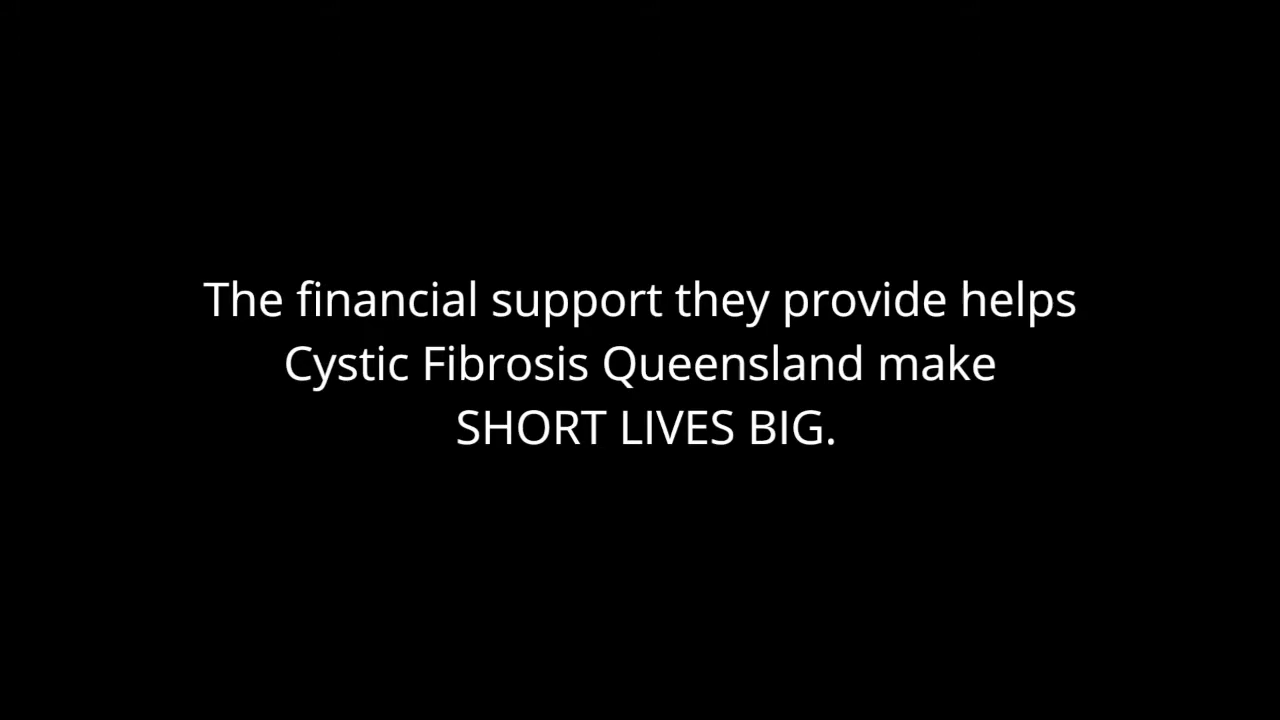 The financial support they provide helps
Cystic Fibrosis Queensland make
SHORT LIVES BIG.